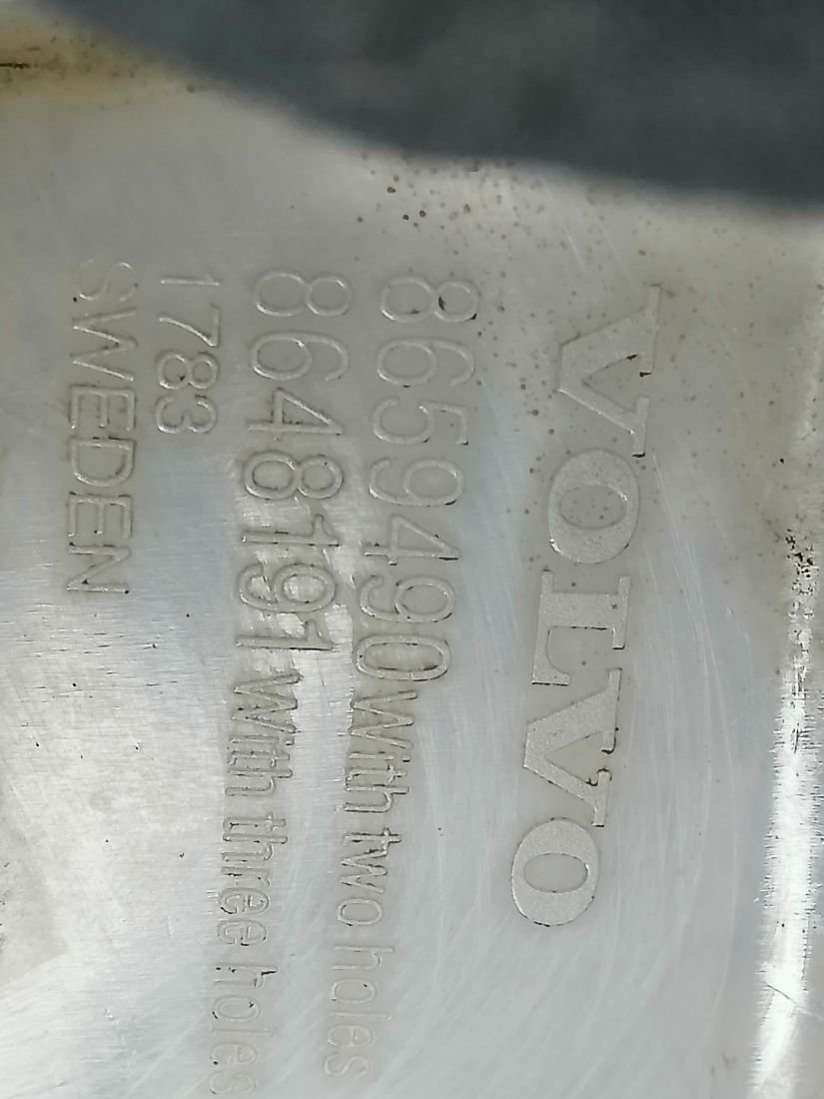 VOLVO
8659490 With two holes
8648191 With three holes
1783
SWEDEN